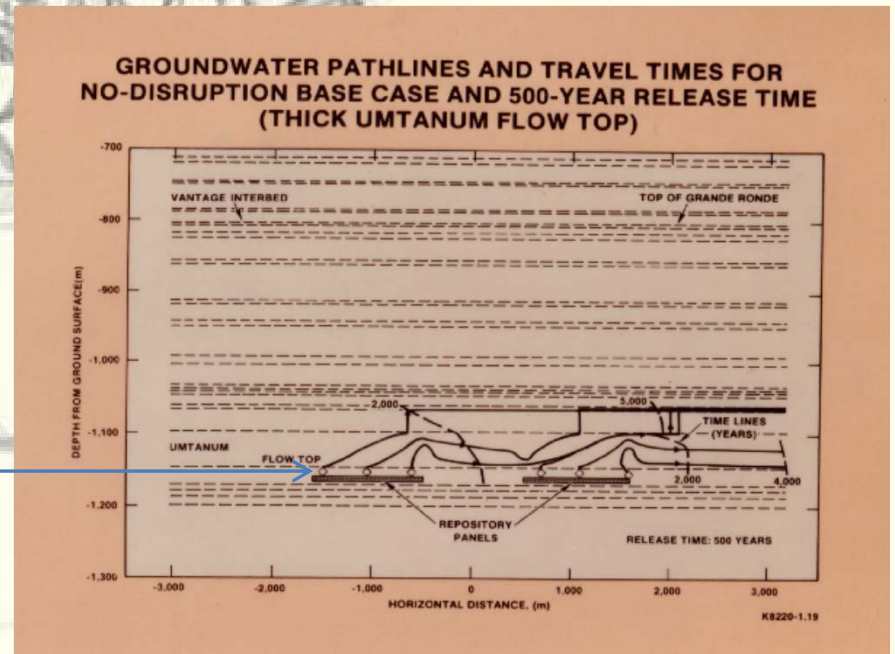 GROUNDWATER PATHLINES AND TRAVEL TIMES FOR
NO-DISRUPTION BASE CASE AND 500-YEAR RELEASE TIME
(THICK UMTANUM FLOW TOP)
-700
VANTAGE INTERBED
TOP OF GRANDE RONDE
-800
-900
DEPTH FROM GROUND SURFACE(m)
-1.000
2,000
5,000
TIME LINES
(YEARS)
-1,100
UMTANUM
FLOW TOP
2,000
4,000
-1,200
REPOSITORY
PANELS
RELEASE TIME: 500 YEARS
-1,300
-3.000
-2,000
-1,000
0
1,000
2,000
3,000
HORIZONTAL DISTANCE, (m)
K8220-1.19